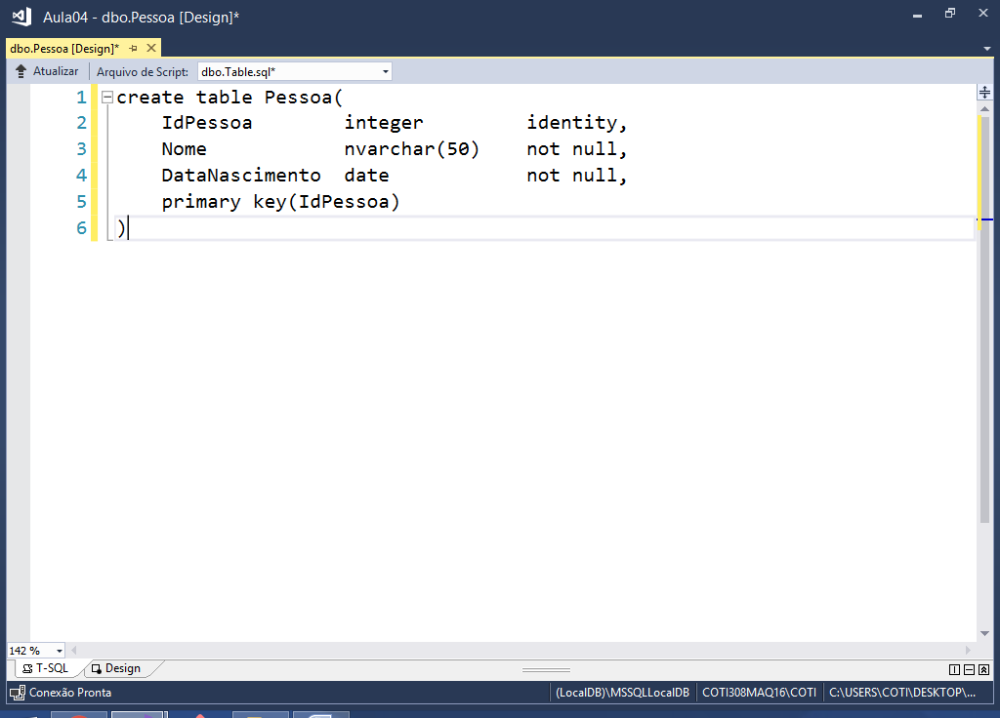 Aula04 - dbo.Pessoa [Design]*
dbo.Pessoa [Design]*
Atualizar Arquivo de Script: dbo.Table.sql*
1 create table Pessoa(
2 IdPessoa integer identity,
3 Nome nvarchar(50) not null,
4 DataNascimento date not null,
5 primary key(IdPessoa)
6 )
142 %
T-SQL Design
Conexão Pronta (LocalDB)\MSSQLLocalDB COTI308MAQ16\COTI C:\USERS\COTI\DESKTOP\...